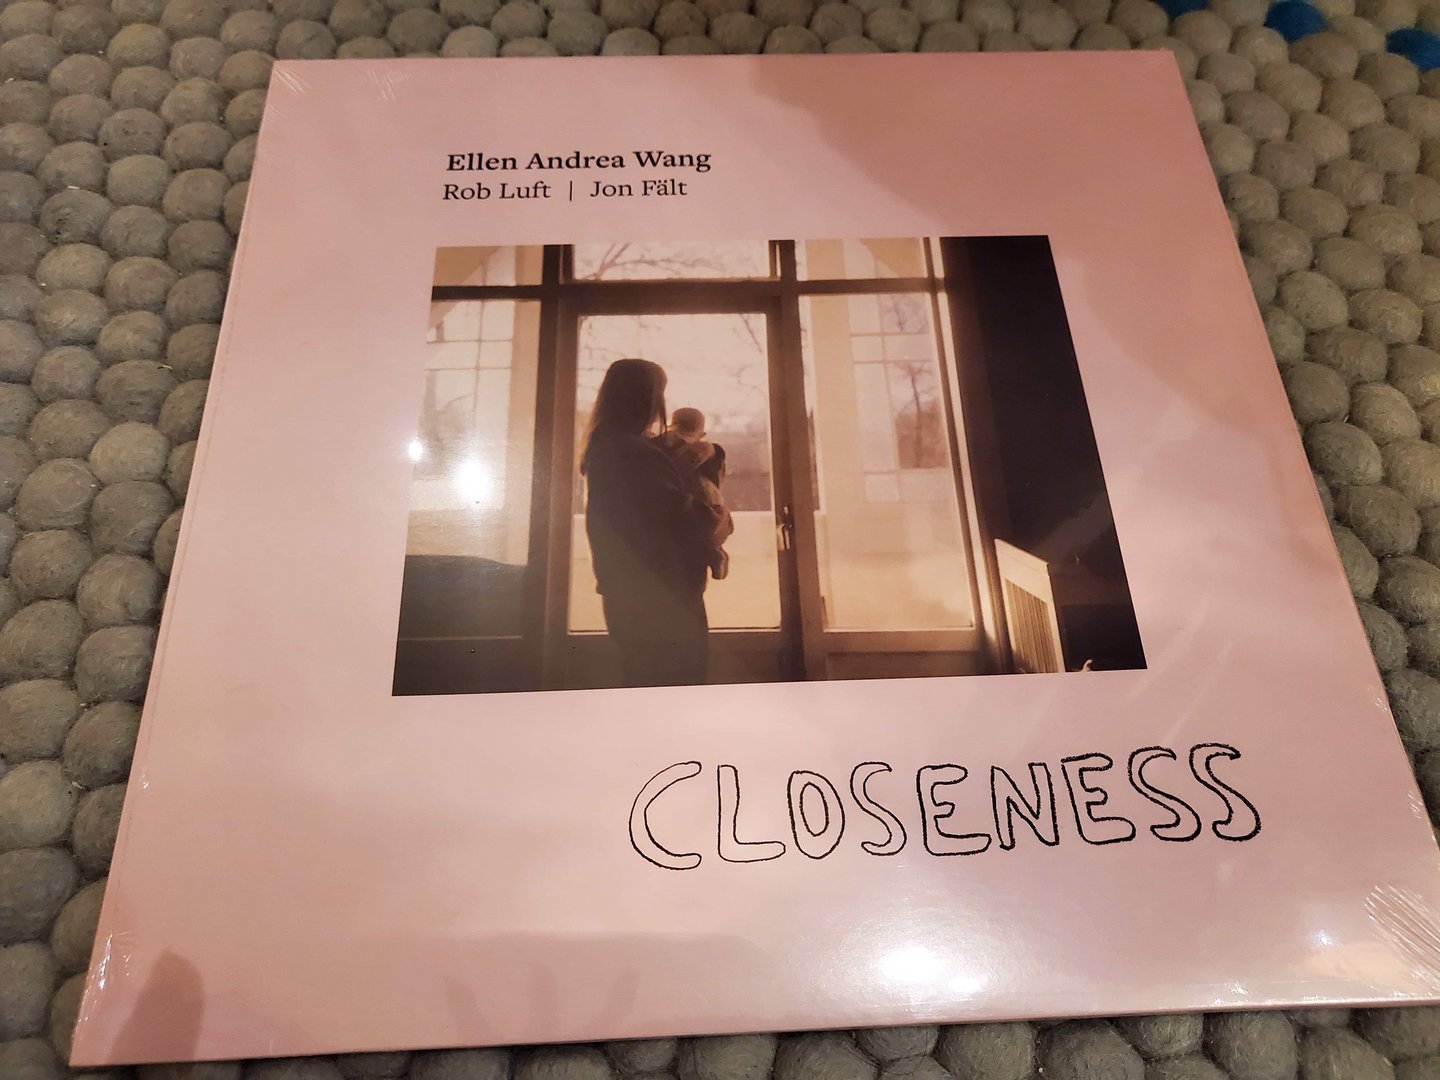 Ellen Andrea Wang
Rob Luft | Jon Fält
CLOSENESS